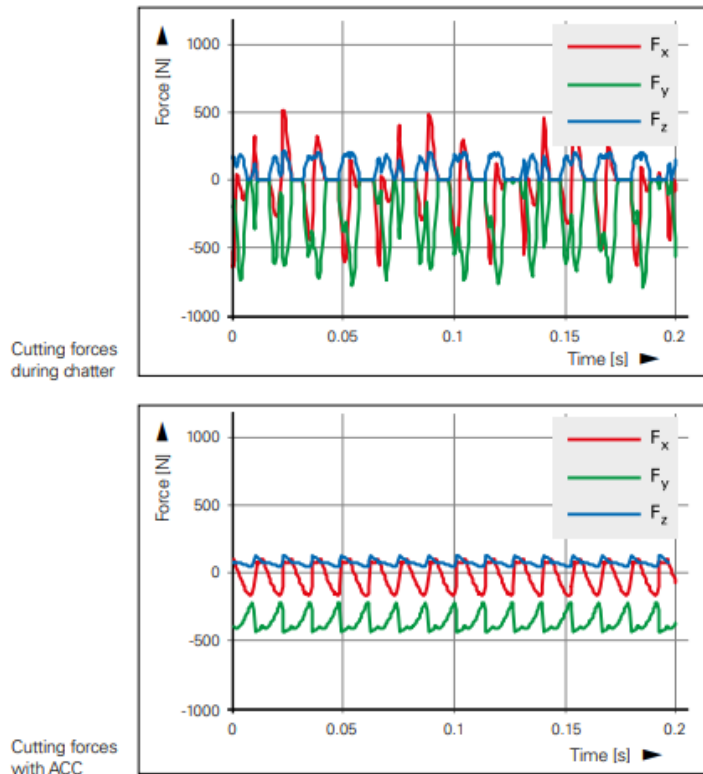 1000
500
0
-500
-1000
Force [N]
Fx
Fy
Fz
0
0.05
0.1
0.15
0.2
Time [s]
Cutting forces
during chatter
1000
500
0
-500
-1000
Force [N]
Fx
Fy
Fz
0
0.05
0.1
0.15
0.2
Time [s]
Cutting forces
with ACC